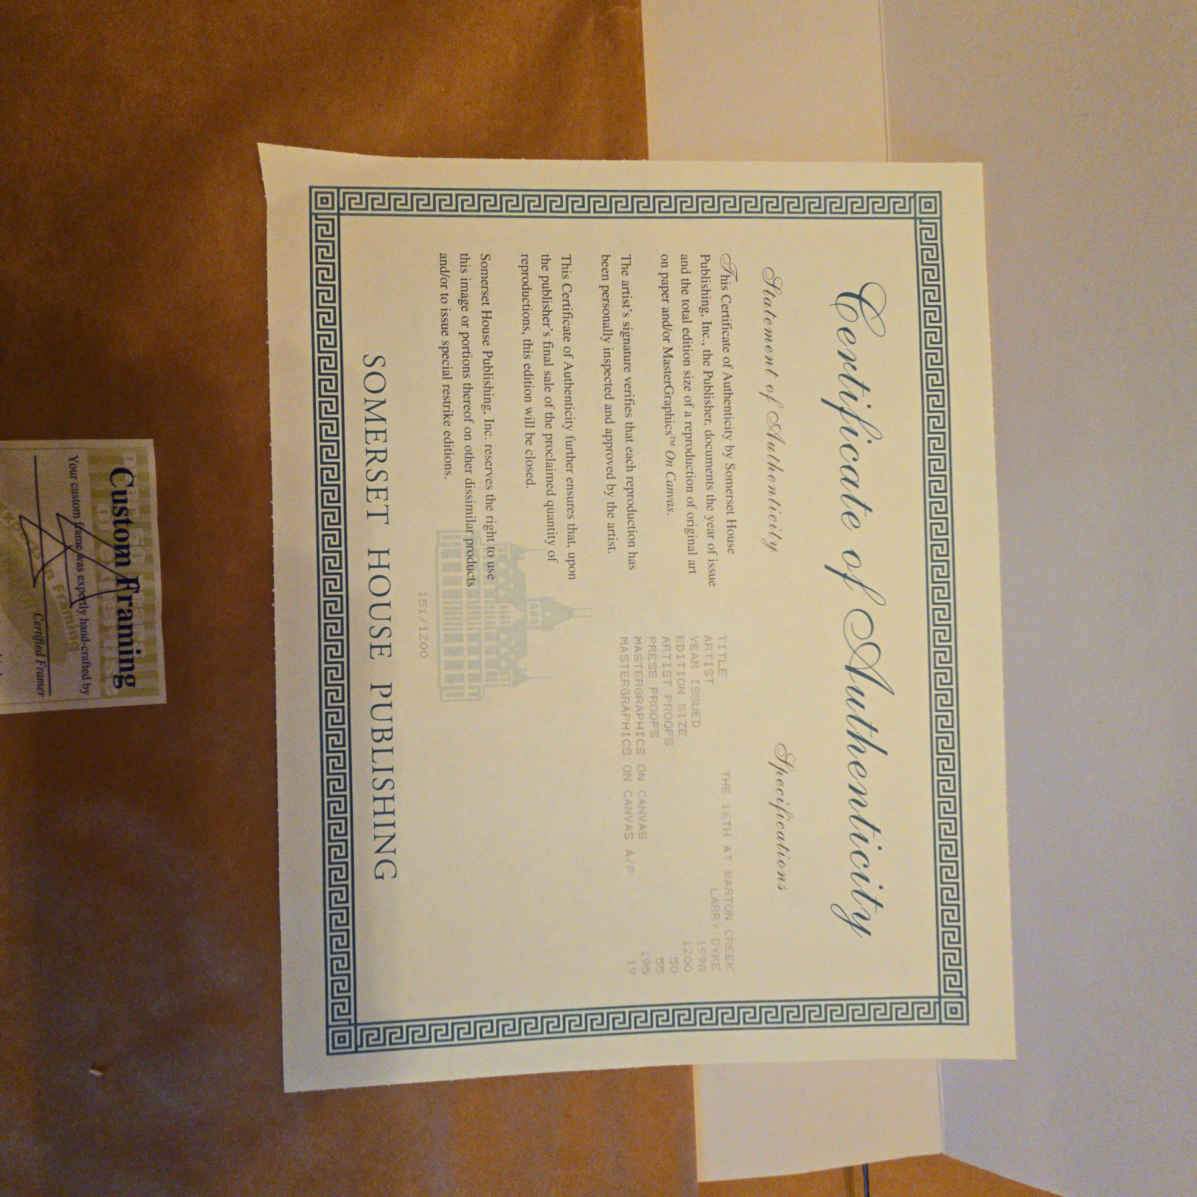 Certificate of Authenticity
Statement of Authenticity
This Certificate of Authenticity by Somerset House
Publishing, Inc., the Publisher, documents the year of issue
and the total edition size of a reproduction of original art
on paper and/or MasterGraphics™ On Canvas.
The artist's signature verifies that each reproduction has
been personally inspected and approved by the artist.
This Certificate of Authenticity further ensures that, upon
the publisher's final sale of the proclaimed quantity of
reproductions, this edition will be closed.
Somerset House Publishing, Inc. reserves the right to use
this image or portions thereof on other dissimilar products
and/or to issue special restrike editions.
Specifications
TITLE THE 16TH AT BARTON CREEK
ARTIST LARRY DYKE
YEAR ISSUED
EDITION SIZE 1200
ARTIST PROOFS 50
PRESS PROOFS
MASTERGRAPHICS ON CANVAS 195
MASTERGRAPHICS ON CANVAS A/P 19
151/1200
SOMERSET HOUSE PUBLISHING
Custom Framing
Your custom frame was expertly hand-crafted by
Certified Framer